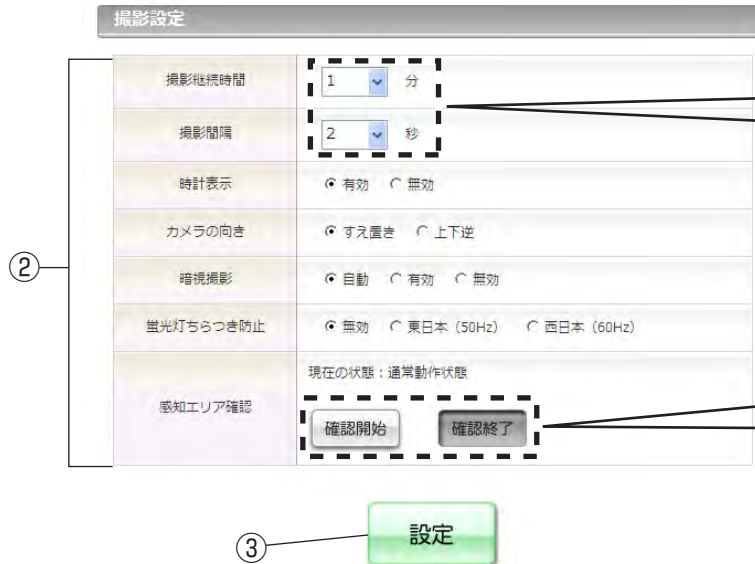 撮影設定
撮影継続時間 1 分
撮影間隔 2 秒
時計表示 有効 無効
カメラの向き すえ置き 上下逆
暗視撮影 自動 有効 無効
蛍光灯ちらつき防止 無効 東日本（50Hz） 西日本（60Hz）
感知エリア確認 現在の状態：通常動作状態
確認開始 確認終了
②
③ 設定